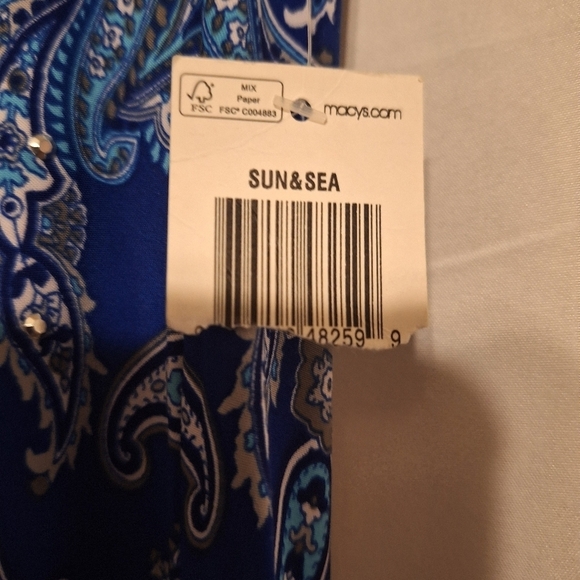 MIX
Paper
FSC® C004883
FSC
macys.com
SUN&SEA
48259 9